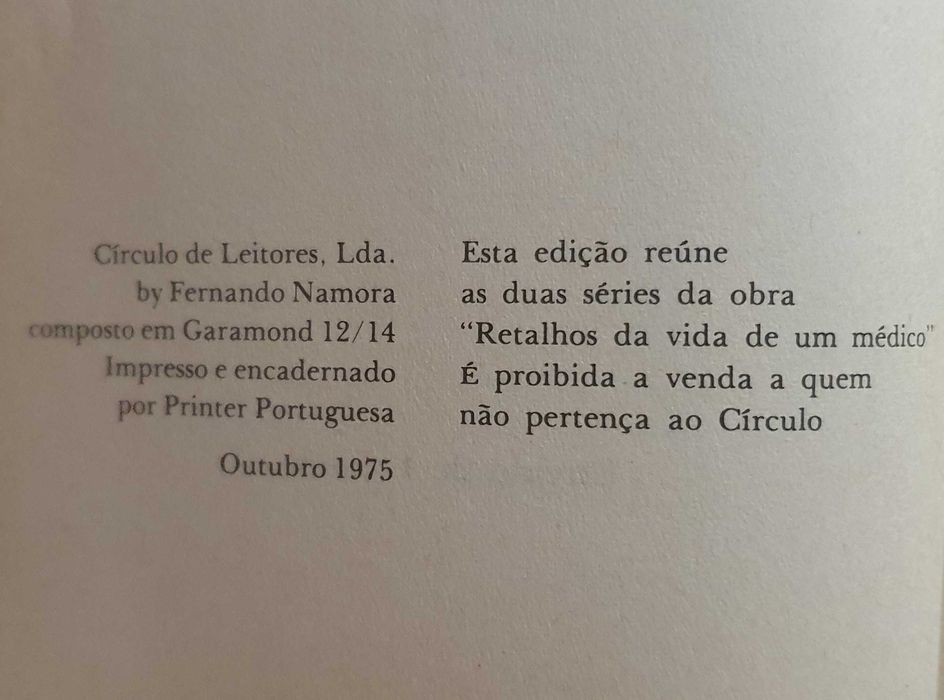 Círculo de Leitores, Lda.
by Fernando Namora
composto em Garamond 12/14
Impresso e encadernado
por Printer Portuguesa
Outubro 1975
Esta edição reúne
as duas séries da obra
"Retalhos da vida de um médico"
É proibida a venda a quem
não pertença ao Círculo